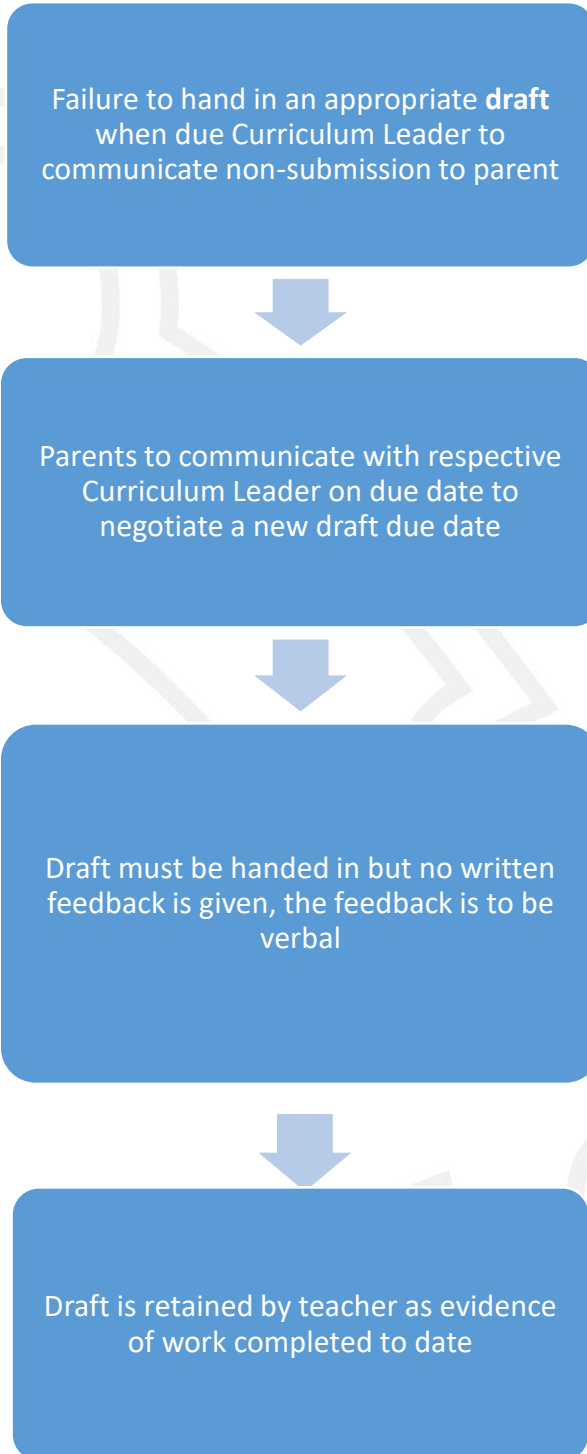 Failure to hand in an appropriate draft
when due Curriculum Leader to
communicate non-submission to parent
Parents to communicate with respective
Curriculum Leader on due date to
negotiate a new draft due date
Draft must be handed in but no written
feedback is given, the feedback is to be
verbal
Draft is retained by teacher as evidence
of work completed to date